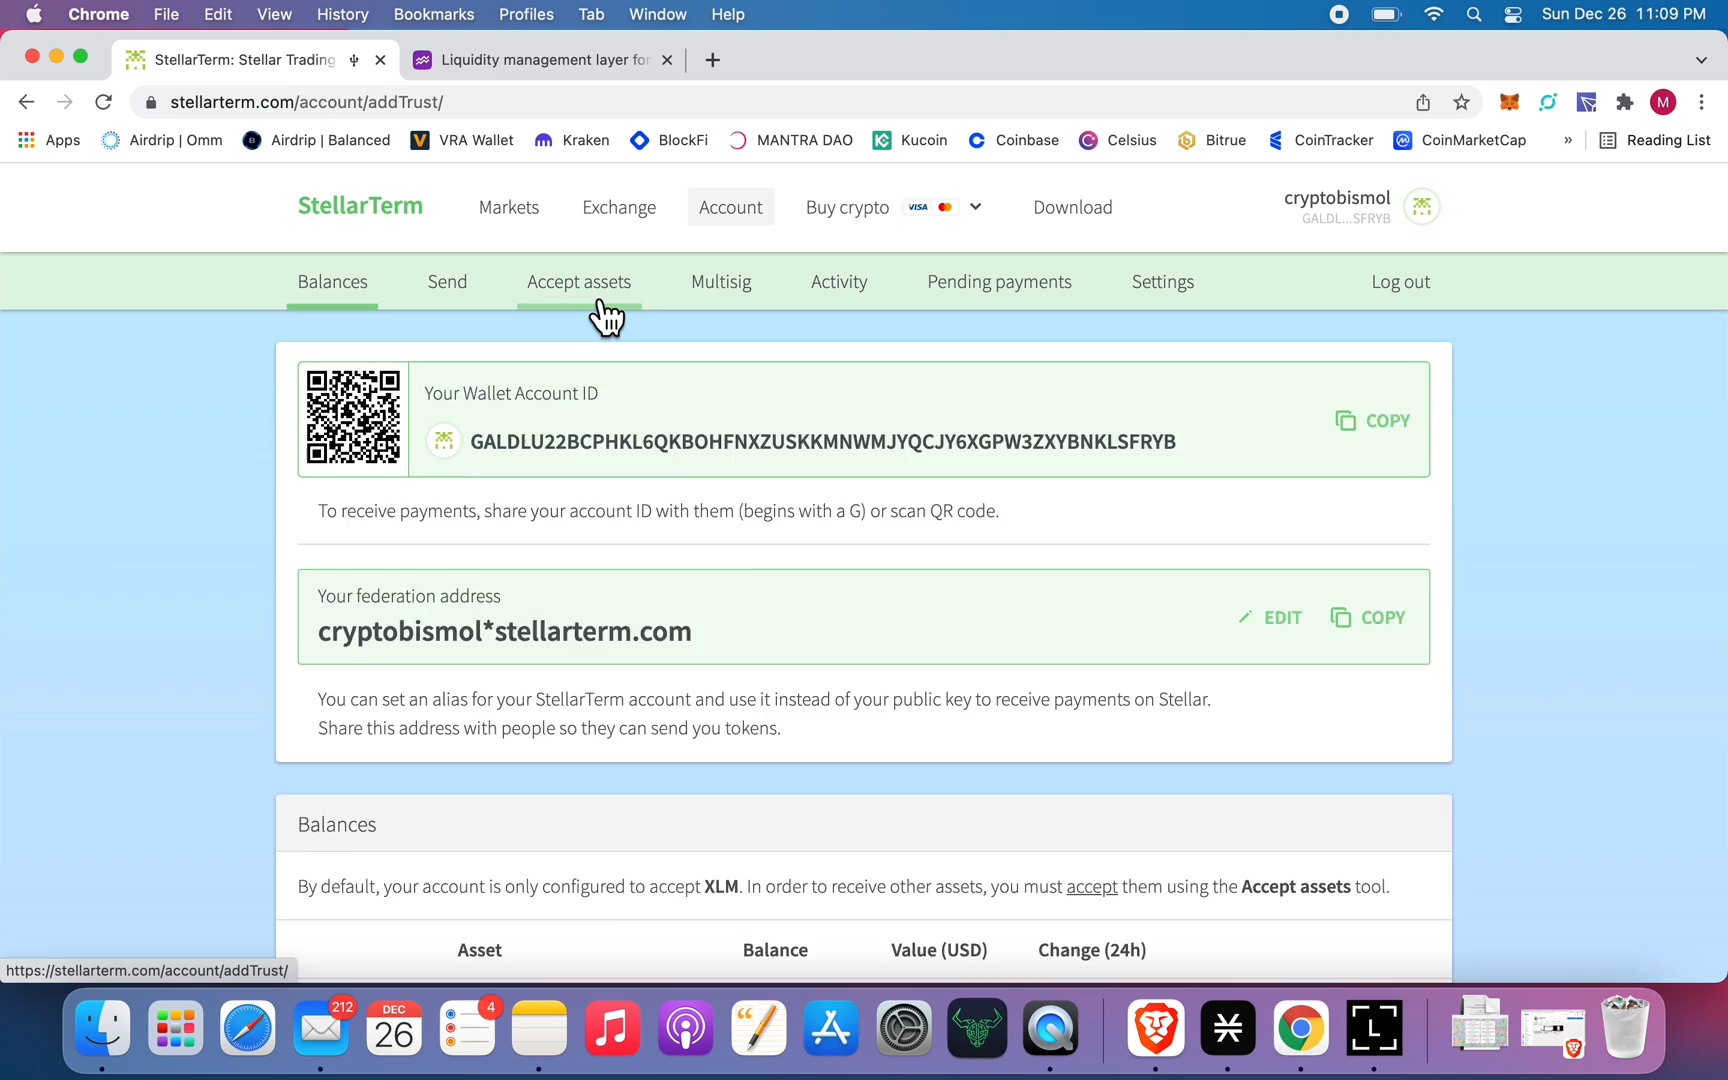 Chrome File Edit View History Bookmarks Profiles Tab Window Help Sun Dec 26 11:09 PM
StellarTerm: Stellar Trading Liquidity management layer for
stellarterm.com/account/addTrust/ M
Apps Airdrip | Omm Airdrip | Balanced VRA Wallet Kraken BlockFi MANTRA DAO Kucoin Coinbase Celsius Bitrue CoinTracker CoinMarketCap » Reading List
StellarTerm Markets Exchange Account Buy crypto VISA Download cryptobismol
GALDL...SFRYB
Balances Send Accept assets Multisig Activity Pending payments Settings Log out
Your Wallet Account ID
GALDLU22BCPHKL6QKBOHFNXZUSKKMNWMJYQCJY6XGPW3ZXYBNKLSFRYB COPY
To receive payments, share your account ID with them (begins with a G) or scan QR code.
Your federation address
cryptobismol*stellarterm.com EDIT COPY
You can set an alias for your StellarTerm account and use it instead of your public key to receive payments on Stellar.
Share this address with people so they can send you tokens.
Balances
By default, your account is only configured to accept XLM. In order to receive other assets, you must accept them using the Accept assets tool.
Asset Balance Value (USD) Change (24h)
https://stellarterm.com/account/addTrust/
212 DEC 26 4 L